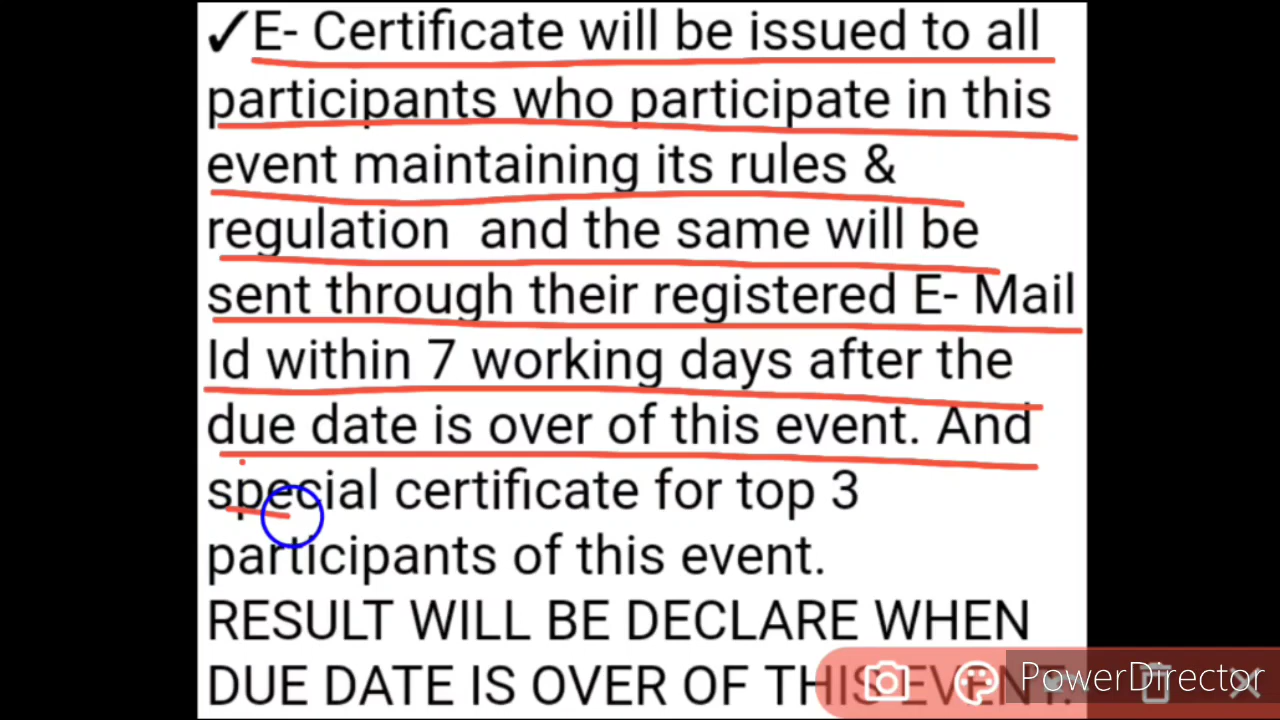 ✓E- Certificate will be issued to all
participants who participate in this
event maintaining its rules &
regulation  and the same will be
sent through their registered E- Mail
Id within 7 working days after the
due date is over of this event. And
special certificate for top 3
participants of this event.
RESULT WILL BE DECLARE WHEN
DUE DATE IS OVER OF THIS EVENT.
PowerDirector